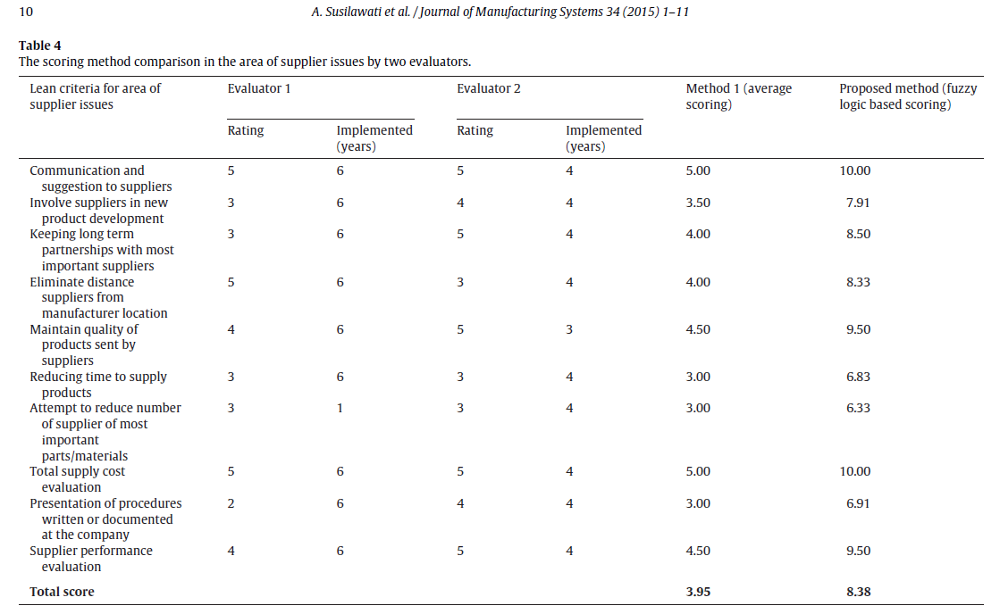 10 A. Susilawati et al. / Journal of Manufacturing Systems 34 (2015) 1–11
Table 4
The scoring method comparison in the area of supplier issues by two evaluators.
Lean criteria for area of Evaluator 1 Evaluator 2 Method 1 (average Proposed method (fuzzy
supplier issues scoring) logic based scoring)
Rating Implemented Rating Implemented
(years) (years)
Communication and 5 6 5 4 5.00 10.00
suggestion to suppliers
Involve suppliers in new 3 6 4 4 3.50 7.91
product development
Keeping long term 3 6 5 4 4.00 8.50
partnerships with most
important suppliers
Eliminate distance 5 6 3 4 4.00 8.33
suppliers from
manufacturer location
Maintain quality of 4 6 5 3 4.50 9.50
products sent by
suppliers
Reducing time to supply 3 6 3 4 3.00 6.83
products
Attempt to reduce number 3 1 3 4 3.00 6.33
of supplier of most
important
parts/materials
Total supply cost 5 6 5 4 5.00 10.00
evaluation
Presentation of procedures 2 6 4 4 3.00 6.91
written or documented
at the company
Supplier performance 4 6 5 4 4.50 9.50
evaluation
Total score 3.95 8.38